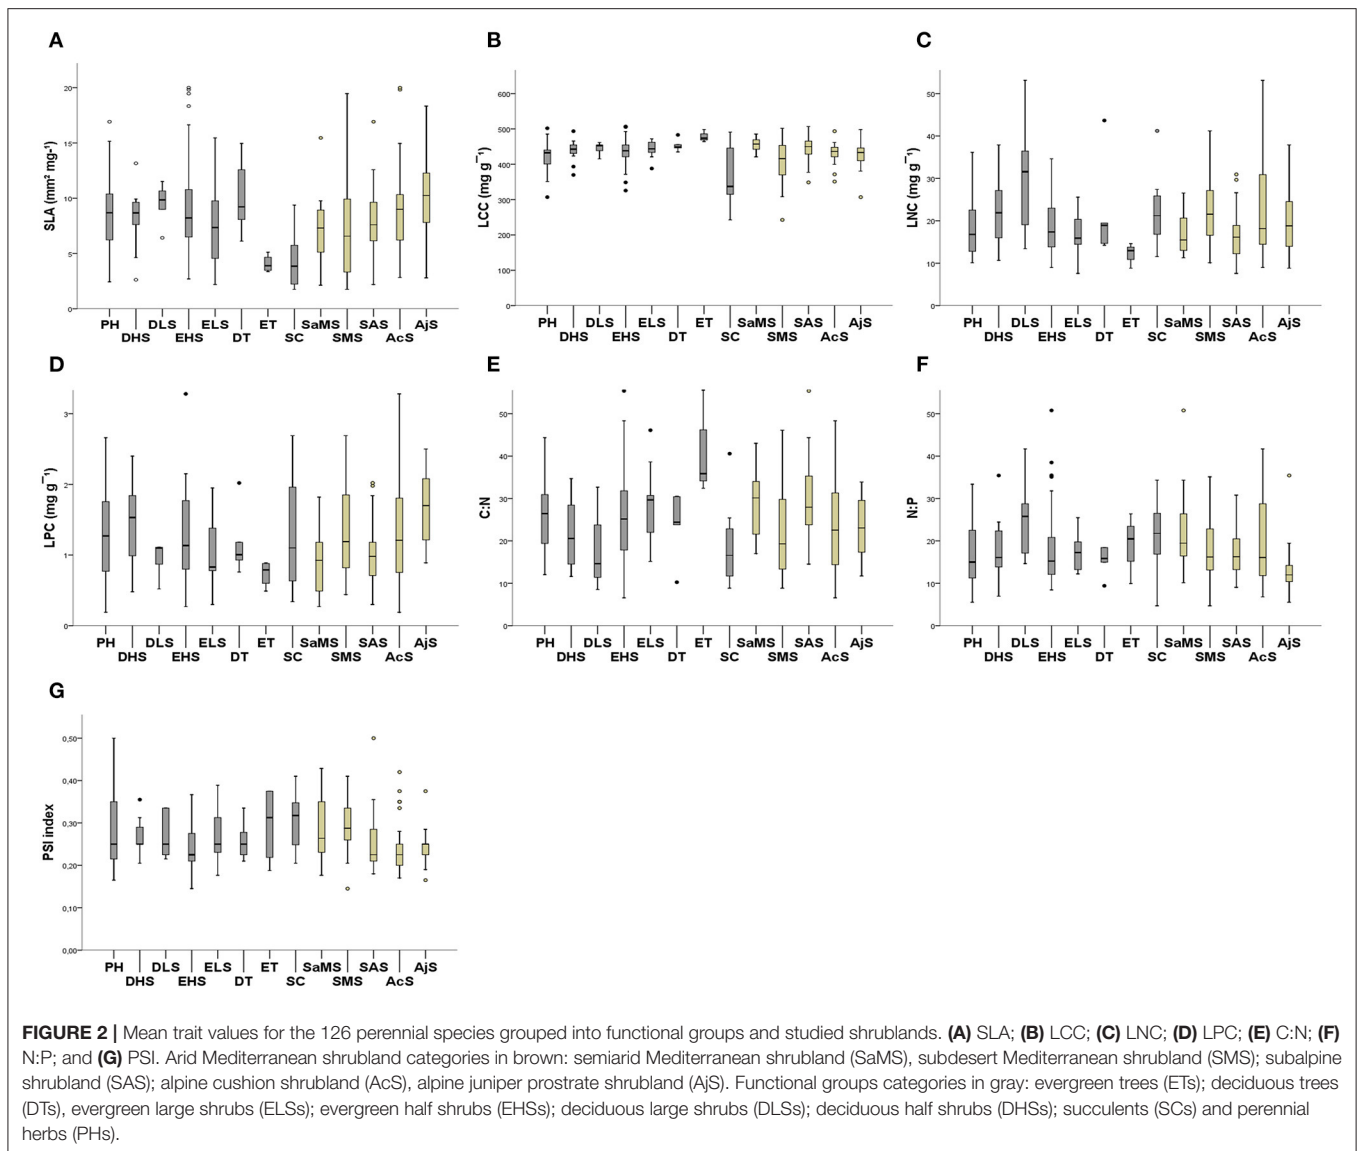 A
SLA (mm² mg-¹)
20
15
10
5
0
PH DLS ELS ET SaMS SAS AjS
DHS EHS DT SC SMS AcS
B
LCC (mg g⁻¹)
600
500
400
300
200
100
0
PH DLS ELS ET SaMS SAS AjS
DHS EHS DT SC SMS AcS
C
LNC (mg g⁻¹)
50
40
30
20
10
0
PH DLS ELS ET SaMS SAS AjS
DHS EHS DT SC SMS AcS
D
LPC (mg g⁻¹)
3
2
1
0
PH DLS ELS ET SaMS SAS AjS
DHS EHS DT SC SMS AcS
E
C:N
50
40
30
20
10
0
PH DLS ELS ET SaMS SAS AjS
DHS EHS DT SC SMS AcS
F
N:P
50
40
30
20
10
0
PH DLS ELS ET SaMS SAS AjS
DHS EHS DT SC SMS AcS
G
PSI index
0,50
0,40
0,30
0,20
0,10
0,00
PH DLS ELS ET SaMS SAS AjS
DHS EHS DT SC SMS AcS
FIGURE 2 | Mean trait values for the 126 perennial species grouped into functional groups and studied shrublands. (A) SLA; (B) LCC; (C) LNC; (D) LPC; (E) C:N; (F)
N:P; and (G) PSI. Arid Mediterranean shrubland categories in brown: semiarid Mediterranean shrubland (SaMS), subdesert Mediterranean shrubland (SMS); subalpine
shrubland (SAS); alpine cushion shrubland (AcS), alpine juniper prostrate shrubland (AjS). Functional groups categories in gray: evergreen trees (ETs); deciduous trees
(DTs), evergreen large shrubs (ELSs); evergreen half shrubs (EHSs); deciduous large shrubs (DLSs); deciduous half shrubs (DHSs); succulents (SCs) and perennial
herbs (PHs).